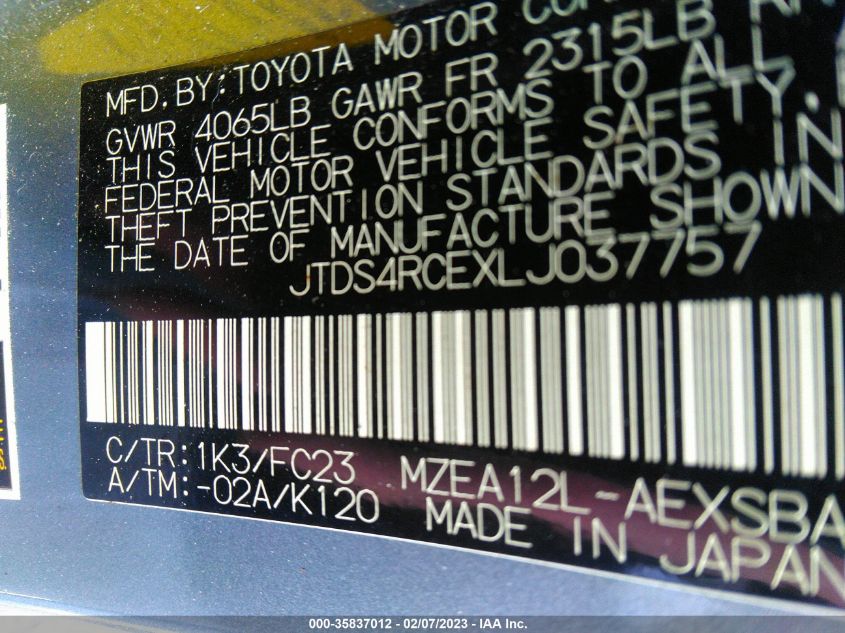 MFD. BY: TOYOTA MOTOR
GVWR 4065LB GAWR FR 2315LB
THIS VEHICLE CONFORMS TO ALL
FEDERAL MOTOR VEHICLE SAFETY,
THEFT PREVENTION STANDARDS IN
THE DATE OF MANUFACTURE SHOWN
JTDS4RCEXLJ037757
C/TR: 1K3/FC23 MZEA12L-AEXSBA
A/TM: -02A/K120 MADE IN JAPAN
000-35837012 - 02/07/2023 - IAA Inc.